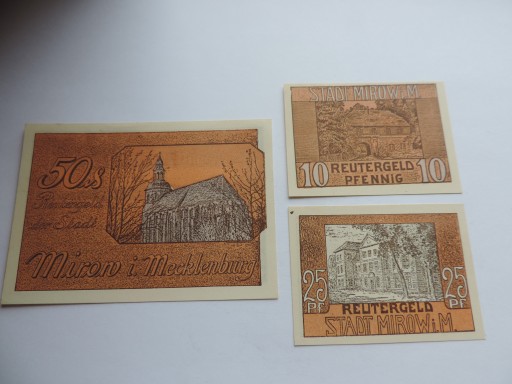 50 S
Reutergeld
der Stadt
Mirow i. Mecklenburg
STADT MIROW i. M.
10 REUTERGELD 10
PFENNIG
25 PF. 25 PF.
REUTERGELD
STADT MIROW i. M.